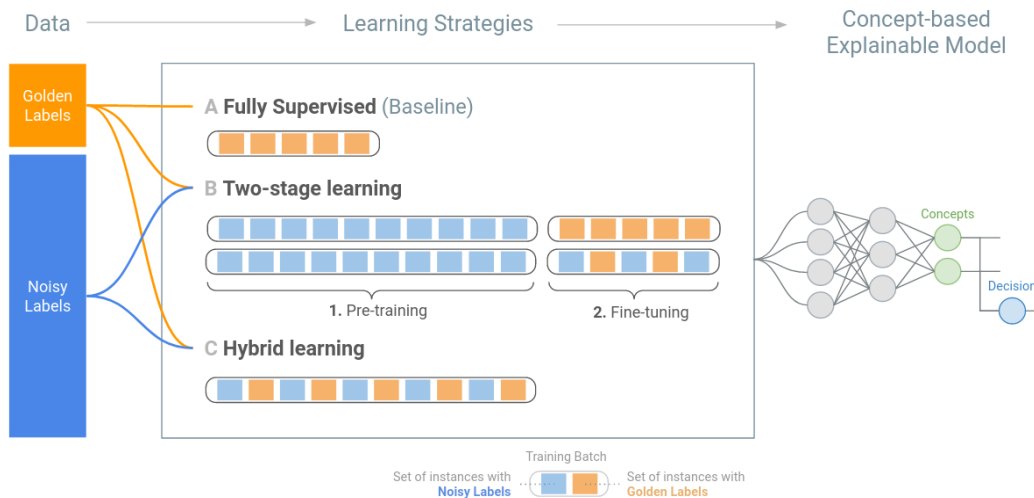 Data
Learning Strategies
Concept-based
Explainable Model
Golden
Labels
Noisy
Labels
A Fully Supervised (Baseline)
B Two-stage learning
1. Pre-training
2. Fine-tuning
C Hybrid learning
Concepts
Decision
Training Batch
Set of instances with
Noisy Labels
Set of instances with
Golden Labels